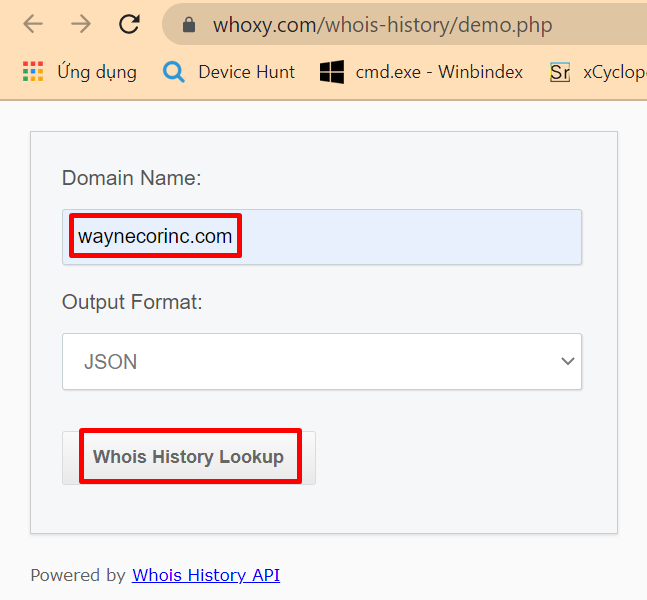 whoxy.com/whois-history/demo.php
Ứng dụng Device Hunt cmd.exe - Winbindex Sr xCyclop
Domain Name:
waynecorinc.com
Output Format:
JSON
Whois History Lookup
Powered by Whois History API